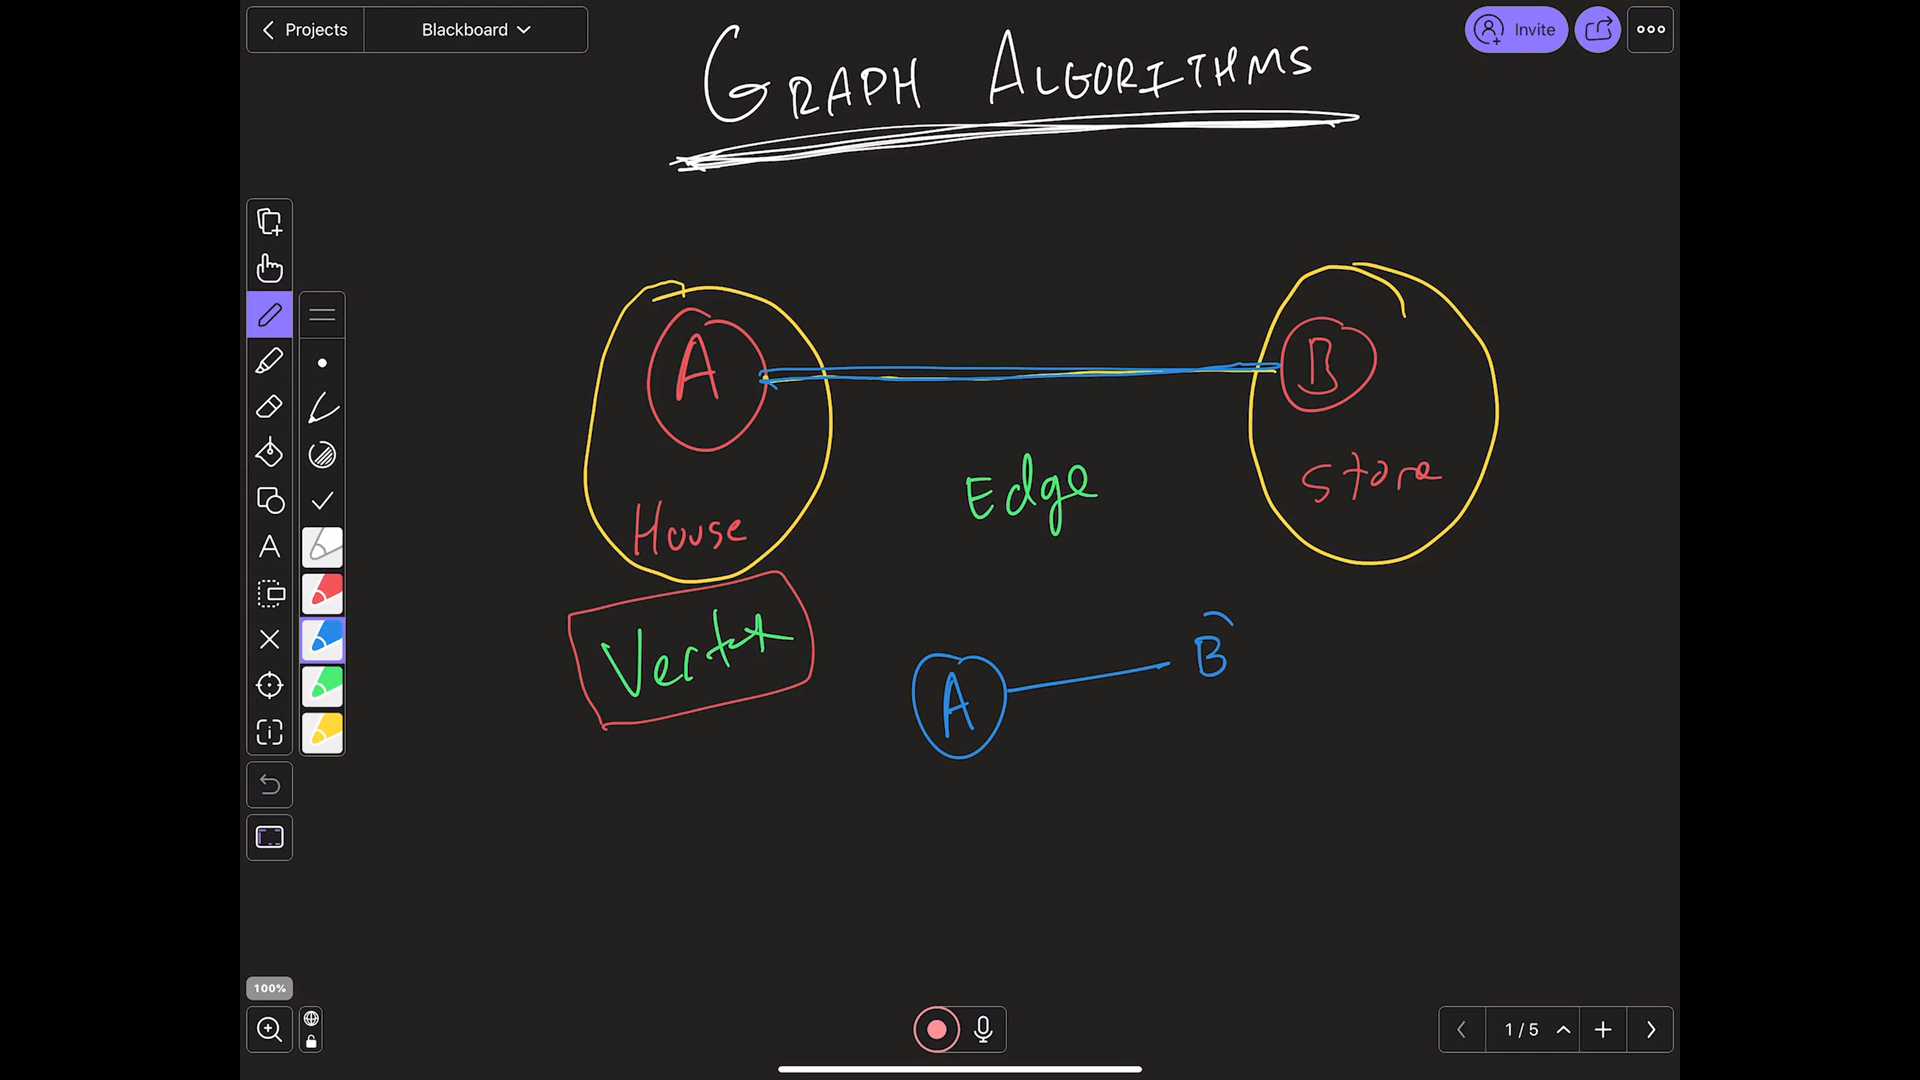 Projects
Blackboard
Invite
GRAPH ALGORITHMS
A
B
Edge
Store
House
Vertex
A
B
A
100%
1 / 5